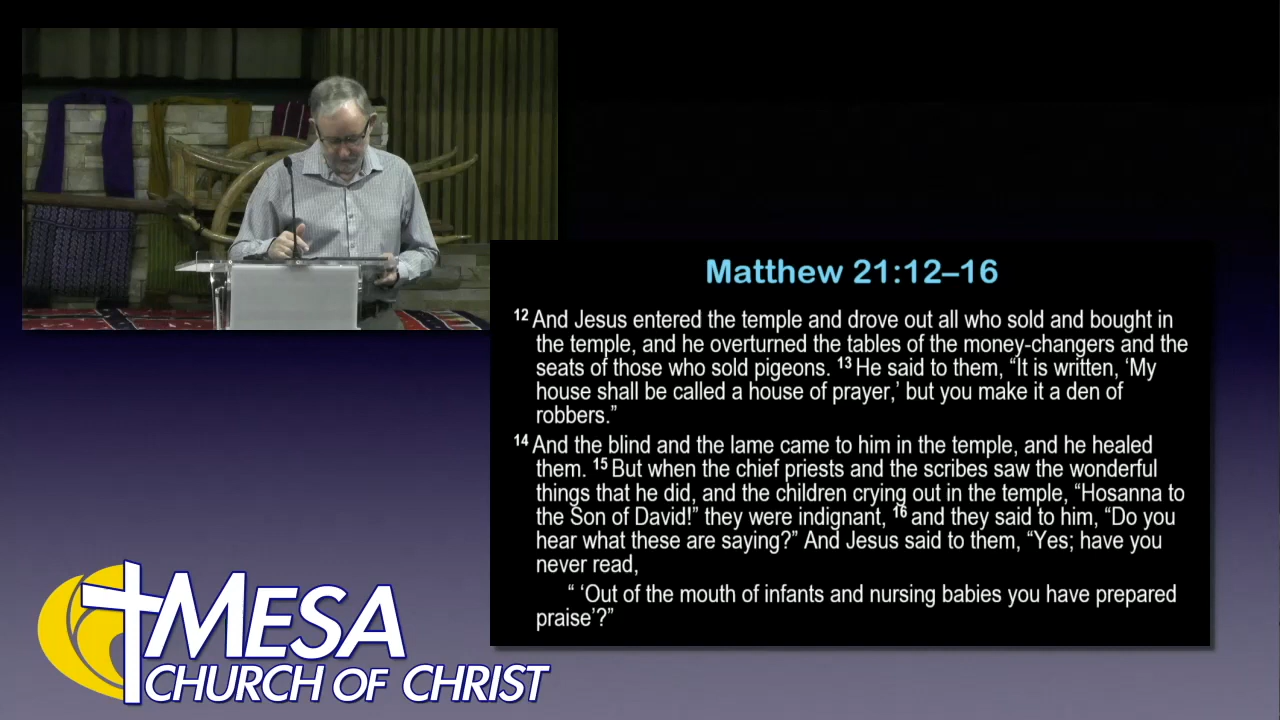 Matthew 21:12–16
12 And Jesus entered the temple and drove out all who sold and bought in
the temple, and he overturned the tables of the money-changers and the
seats of those who sold pigeons. 13 He said to them, “It is written, ‘My
house shall be called a house of prayer,’ but you make it a den of
robbers.”
14 And the blind and the lame came to him in the temple, and he healed
them. 15 But when the chief priests and the scribes saw the wonderful
things that he did, and the children crying out in the temple, “Hosanna to
the Son of David!” they were indignant, 16 and they said to him, “Do you
hear what these are saying?” And Jesus said to them, “Yes; have you
never read,
“ ‘Out of the mouth of infants and nursing babies you have prepared
praise’?”
MESA
CHURCH OF CHRIST